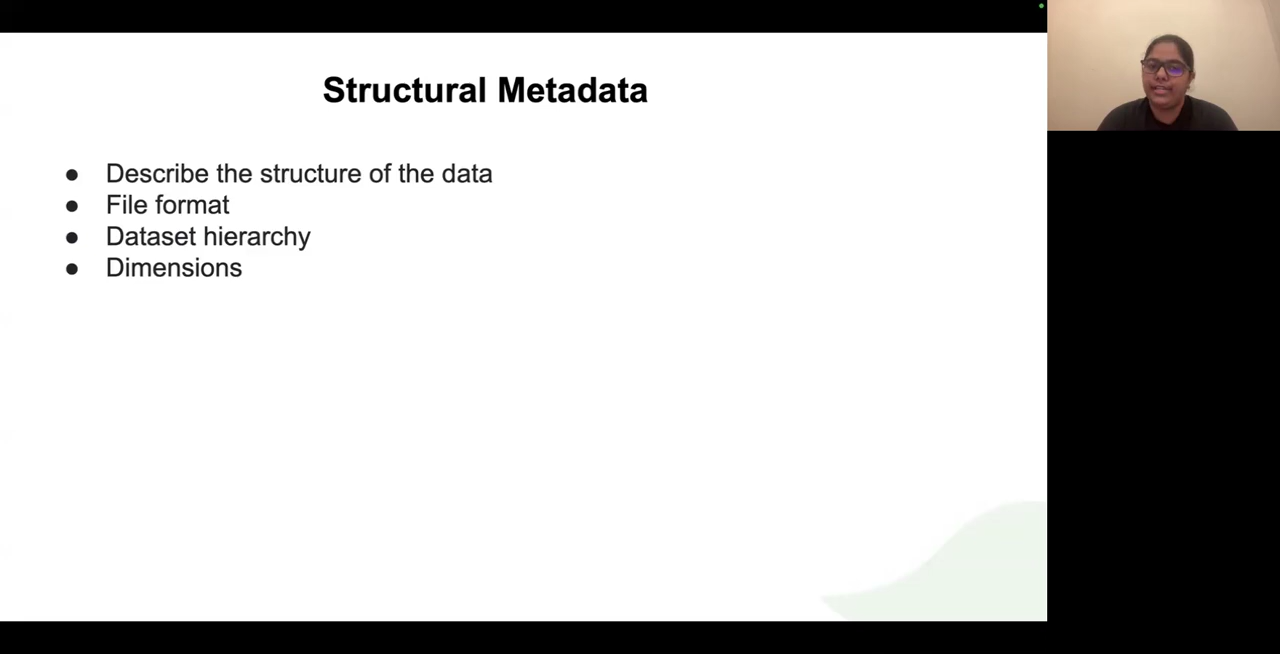 Structural Metadata
● Describe the structure of the data
● File format
● Dataset hierarchy
● Dimensions